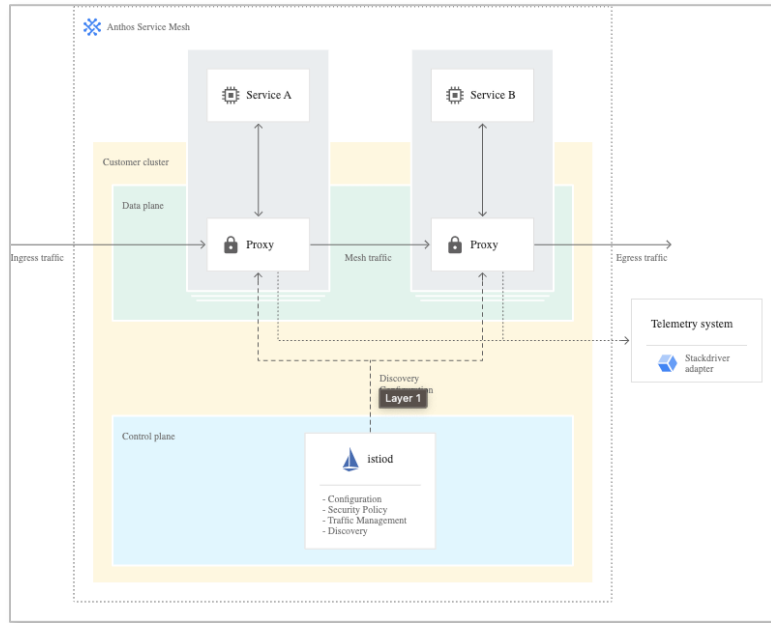 Anthos Service Mesh
Service A
Service B
Customer cluster
Data plane
Proxy
Proxy
Ingress traffic
Mesh traffic
Egress traffic
Telemetry system
Stackdriver
adapter
Discovery
Layer 1
Control plane
istiod
- Configuration
- Security Policy
- Traffic Management
- Discovery